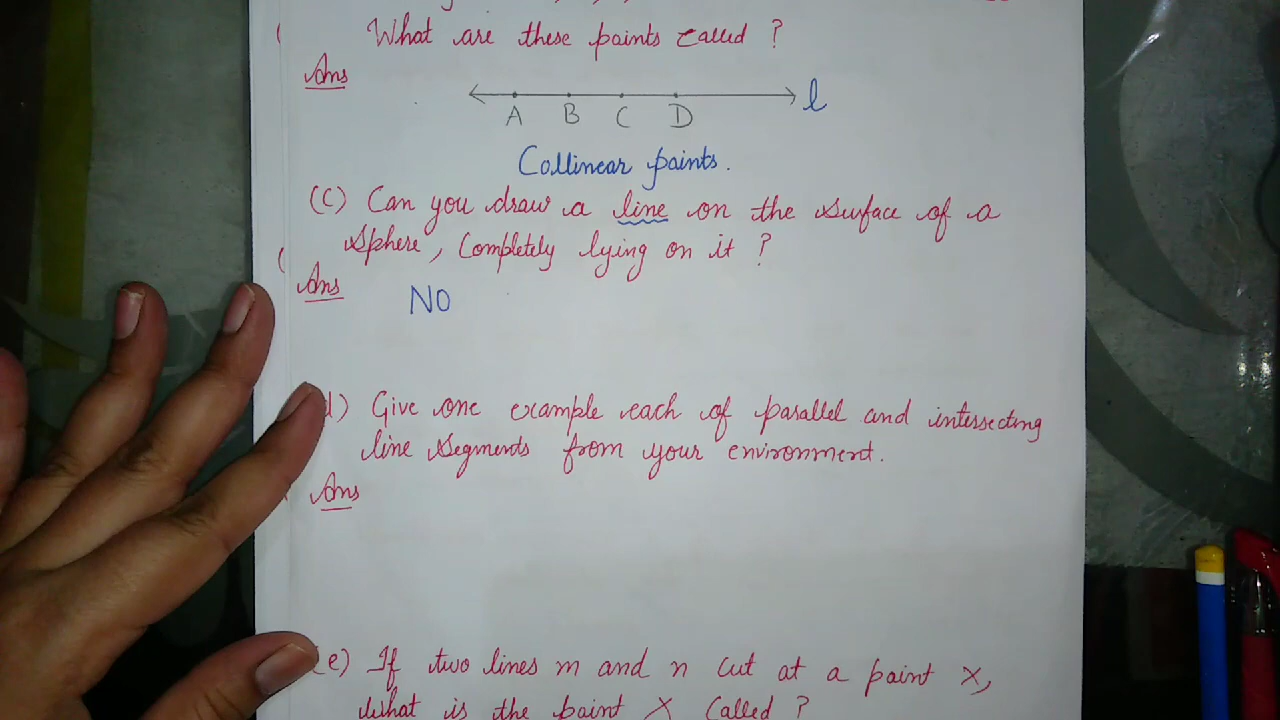 What are these points called ?
Ans
A B C D l
Collinear points.
(C) Can you draw a line on the surface of a
sphere, completely lying on it ?
Ans
NO
d) Give one example each of parallel and intersecting
line segments from your environment.
Ans
(e) If two lines m and n cut at a point X,
What is the point X called ?